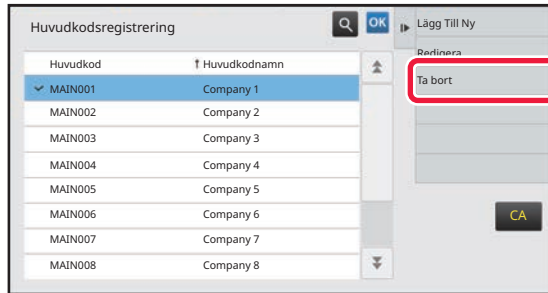 Huvudkodsregistrering
OK
Huvudkod Huvudkodnamn
MAIN001 Company 1
MAIN002 Company 2
MAIN003 Company 3
MAIN004 Company 4
MAIN005 Company 5
MAIN006 Company 6
MAIN007 Company 7
MAIN008 Company 8
Lägg Till Ny
Redigera
Ta bort
CA